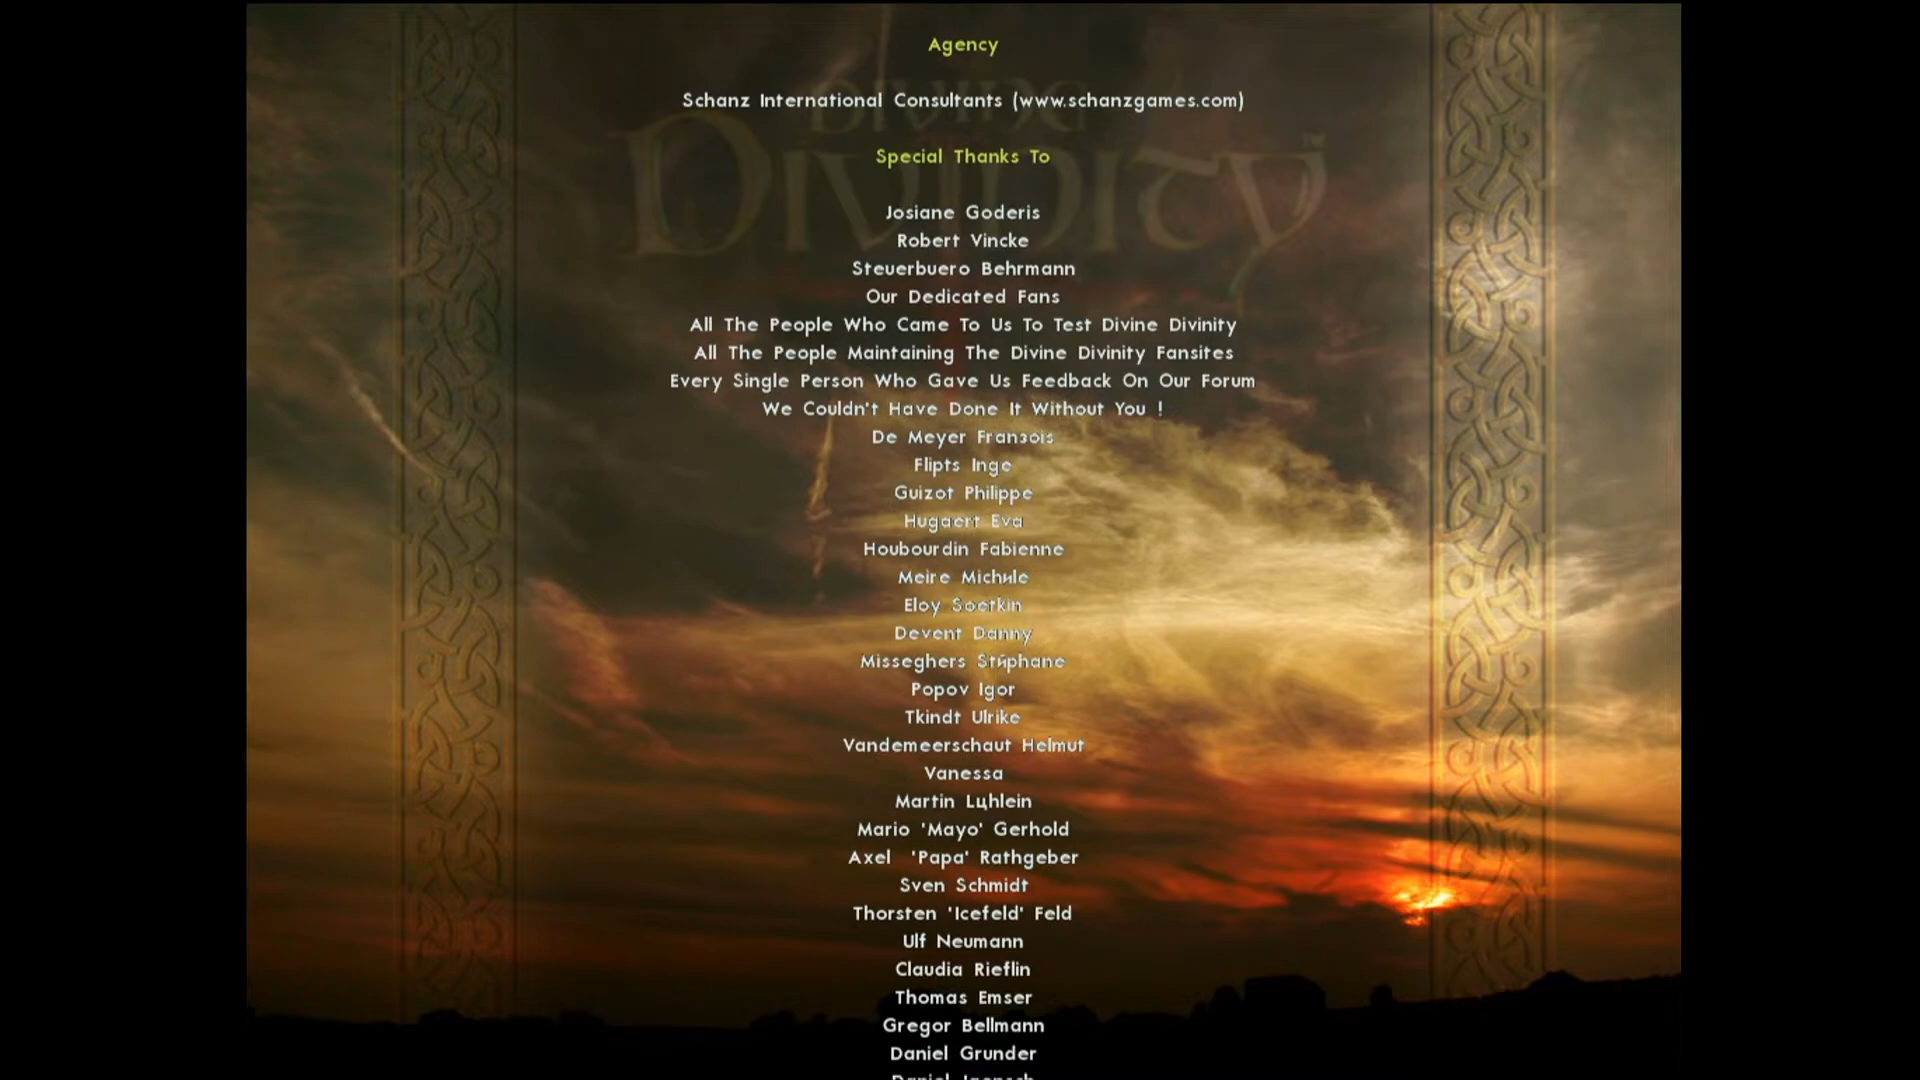 Agency
Schanz International Consultants (www.schanzgames.com)
Divine
Divinity™
Special Thanks To
Josiane Goderis
Robert Vincke
Steuerbuero Behrmann
Our Dedicated Fans
All The People Who Came To Us To Test Divine Divinity
All The People Maintaining The Divine Divinity Fansites
Every Single Person Who Gave Us Feedback On Our Forum
We Couldn't Have Done It Without You !
De Meyer Franзois
Flipts Inge
Guizot Philippe
Hugaert Eva
Houbourdin Fabienne
Meire Michиle
Eloy Soetkin
Devent Danny
Misseghers Stйphane
Popov Igor
Tkindt Ulrike
Vandemeerschaut Helmut
Vanessa
Martin Lцhlein
Mario 'Mayo' Gerhold
Axel 'Papa' Rathgeber
Sven Schmidt
Thorsten 'Icefeld' Feld
Ulf Neumann
Claudia Rieflin
Thomas Emser
Gregor Bellmann
Daniel Grunder
Daniel